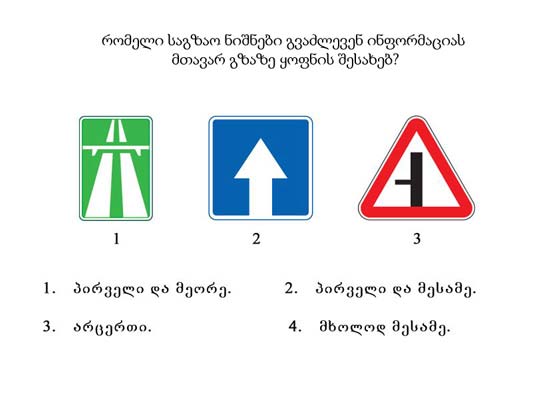 რომელი საგზაო ნიშნები გვაძლევენ ინფორმაციას
მთავარ გზაზე ყოფნის შესახებ?
1 2 3
1. პირველი და მეორე. 2. პირველი და მესამე.
3. არცერთი. 4. მხოლოდ მესამე.